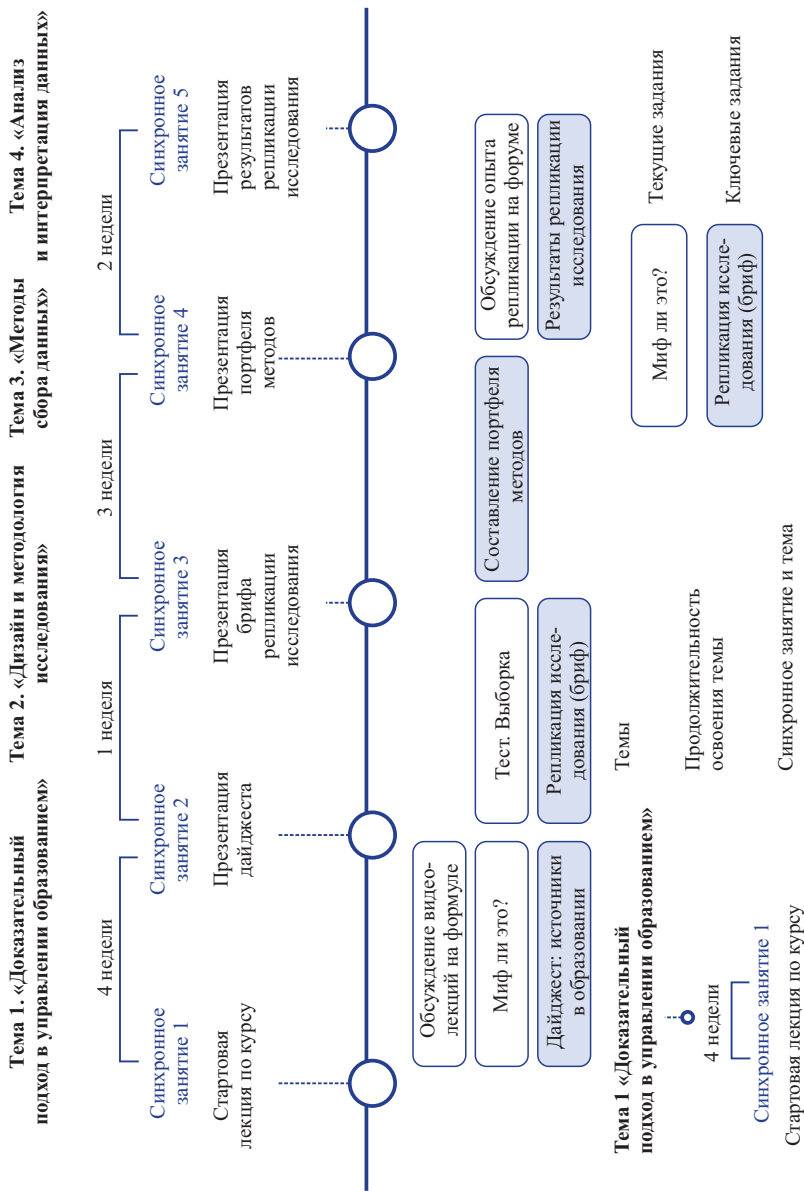 Тема 1. «Доказательный
подход в управлении образованием»
Тема 2. «Дизайн и методология
исследования»
Тема 3. «Методы
сбора данных»
Тема 4. «Анализ
и интерпретация данных»
4 недели
1 неделя
3 недели
2 недели
Синхронное
занятие 1
Синхронное
занятие 2
Синхронное
занятие 3
Синхронное
занятие 4
Синхронное
занятие 5
Стартовая
лекция по курсу
Презентация
дайджеста
Презентация
брифа
репликации
исследования
Презентация
портфеля
методов
Презентация
результатов
репликации
исследования
Обсуждение видео-
лекций на формуле
Миф ли это?
Дайджест: источники
в образовании
Тест. Выборка
Репликация иссле-
дования (бриф)
Составление портфеля
методов
Обсуждение опыта
репликации на форуме
Результаты репликации
исследования
Тема 1 «Доказательный
подход в управлении образованием»
Темы
4 недели
Продолжительность
освоения темы
Синхронное занятие 1
Стартовая лекция по курсу
Синхронное занятие и тема
Миф ли это?
Текущие задания
Репликация иссле-
дования (бриф)
Ключевые задания